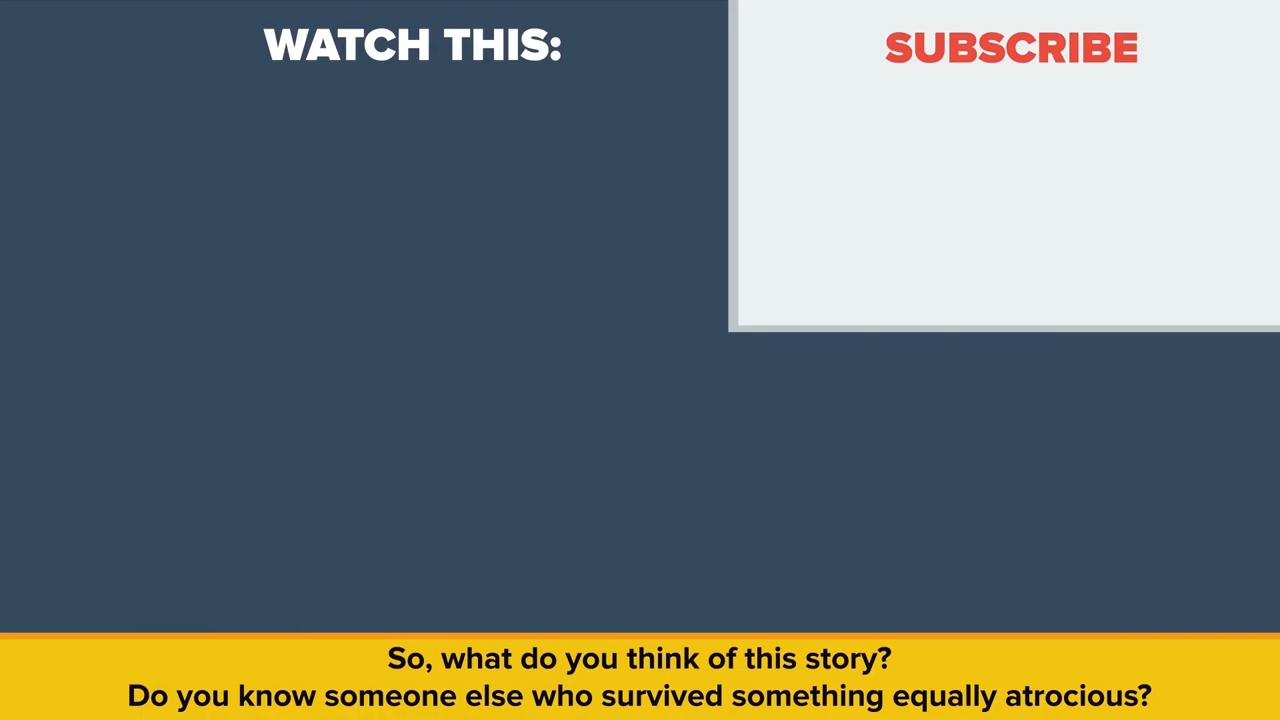 WATCH THIS:
SUBSCRIBE
So, what do you think of this story?
Do you know someone else who survived something equally atrocious?